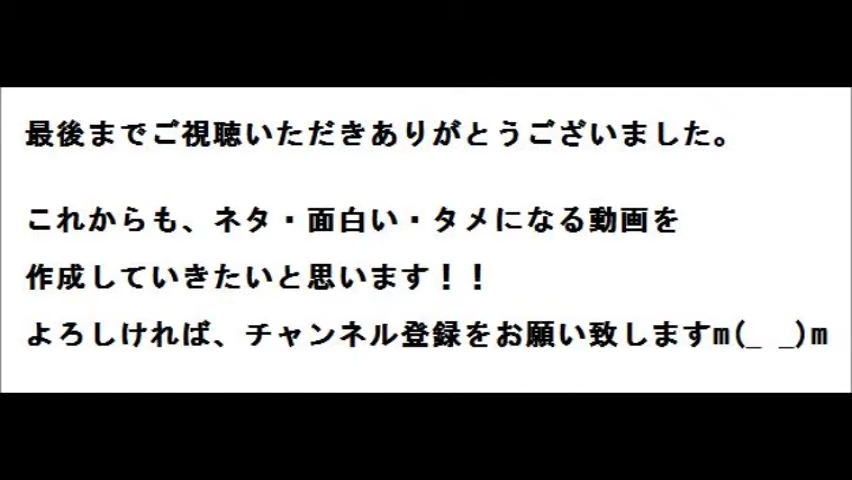 最後までご視聴いただきありがとうございました。
これからも、ネタ・面白い・タメになる動画を
作成していきたいと思います！！
よろしければ、チャンネル登録をお願い致しますm(_ _)m